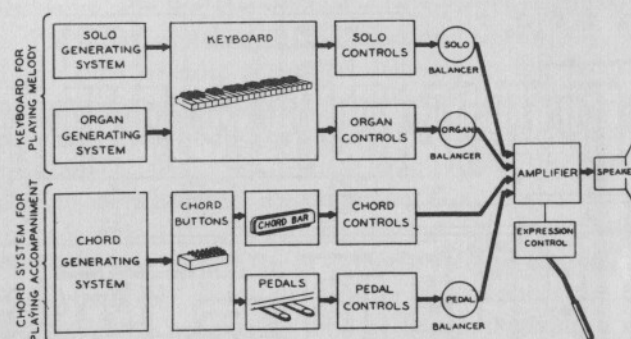 KEYBOARD FOR
PLAYING MELODY
SOLO
GENERATING
SYSTEM
KEYBOARD
SOLO
CONTROLS
SOLO
BALANCER
ORGAN
GENERATING
SYSTEM
ORGAN
CONTROLS
ORGAN
BALANCER
AMPLIFIER
SPEAKE
EXPRESSION
CONTROL
CHORD SYSTEM FOR
PLAYING ACCOMPANIMENT
CHORD
GENERATING
SYSTEM
CHORD
BUTTONS
CHORD BAR
CHORD
CONTROLS
PEDALS
PEDAL
CONTROLS
PEDAL
BALANCER